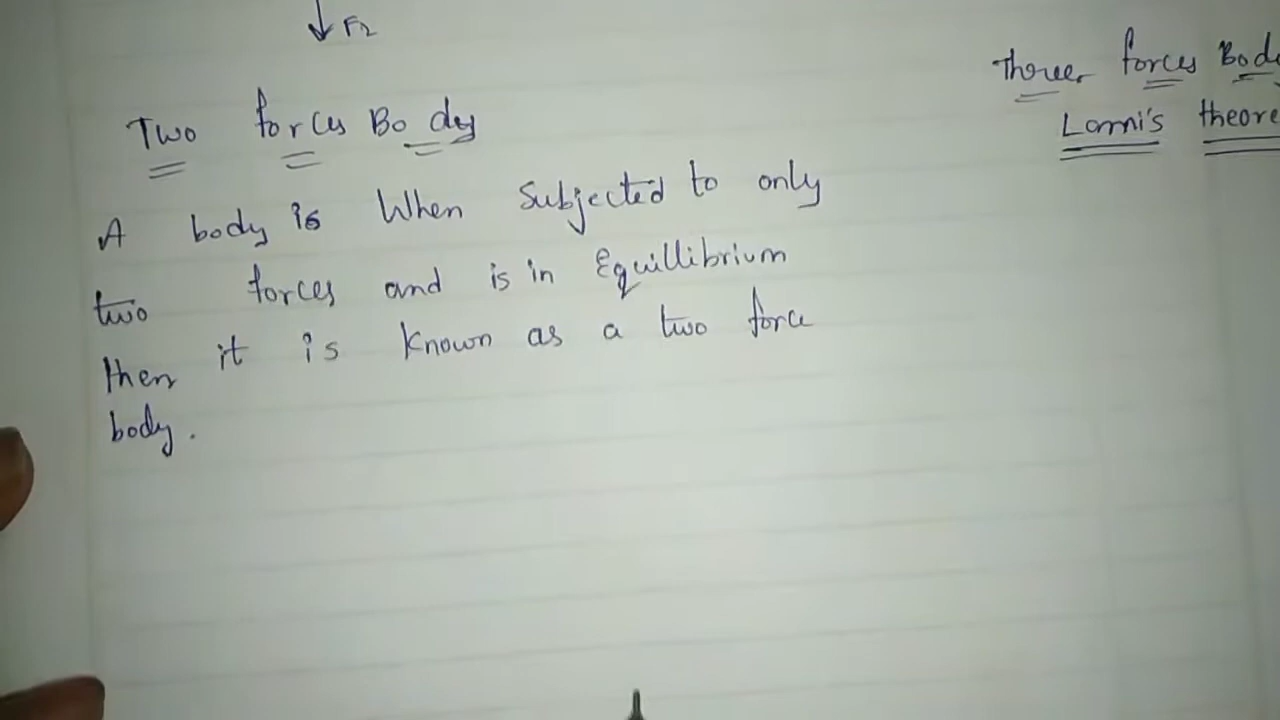 F2
Two forces Body
A body is When Subjected to only
two forces and is in Equillibrium
then it is known as a two force
body.
Three forces Bod
Lami's theore